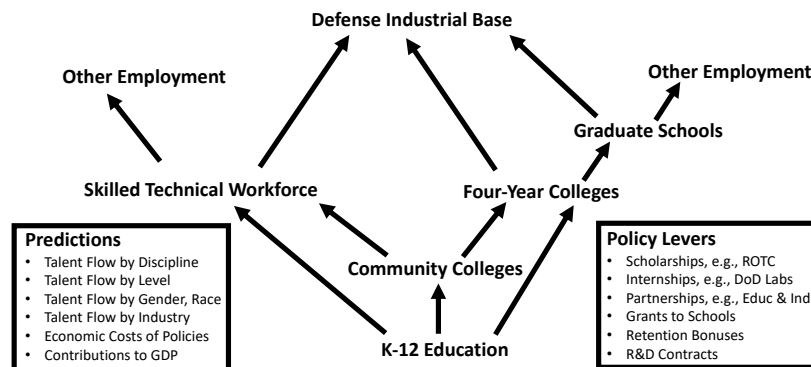 Defense Industrial Base
Other Employment
Other Employment
Graduate Schools
Skilled Technical Workforce
Four-Year Colleges
Predictions
• Talent Flow by Discipline
• Talent Flow by Level
• Talent Flow by Gender, Race
• Talent Flow by Industry
• Economic Costs of Policies
• Contributions to GDP
Community Colleges
K-12 Education
Policy Levers
• Scholarships, e.g., ROTC
• Internships, e.g., DoD Labs
• Partnerships, e.g., Educ & Ind
• Grants to Schools
• Retention Bonuses
• R&D Contracts